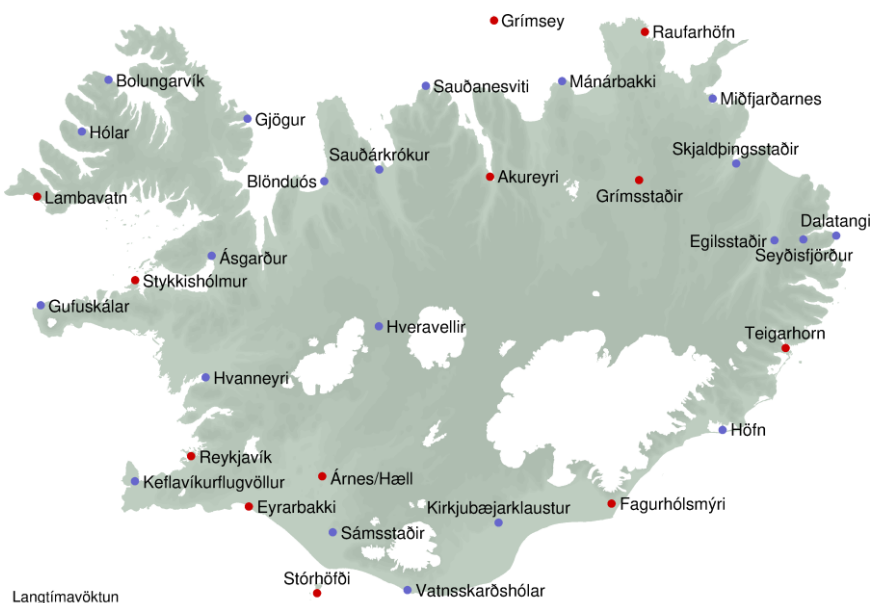 Grímsey
Raufarhöfn
Bolungarvík
Sauðanesviti
Mánárbakki
Miðfjarðarnes
Gjögur
Hólar
Sauðárkrókur
Skjaldþingsstaðir
Blönduós
Akureyri
Grímsstaðir
Lambavatn
Dalatangi
Egilsstaðir
Seyðisfjörður
Ásgarður
Stykkishólmur
Gufuskálar
Hveravellir
Teigarhorn
Hvanneyri
Höfn
Reykjavík
Árnes/Hæll
Keflavíkurflugvöllur
Eyrarbakki
Kirkjubæjarklaustur
Fagurhólsmýri
Sámsstaðir
Stórhöfði
Vatnsskarðshólar
Langtímavöktun